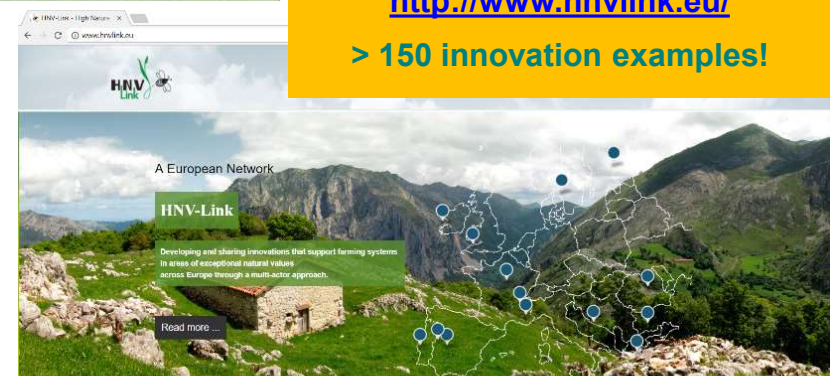 http://www.hnvlink.eu/
> 150 innovation examples!
HNV-Link - High Nature
www.hnvlink.eu
HNV
Link
A European Network
HNV-Link
Developing and sharing innovations that support farming systems
in areas of exceptional natural values
across Europe through a multi-actor approach.
Read more ...